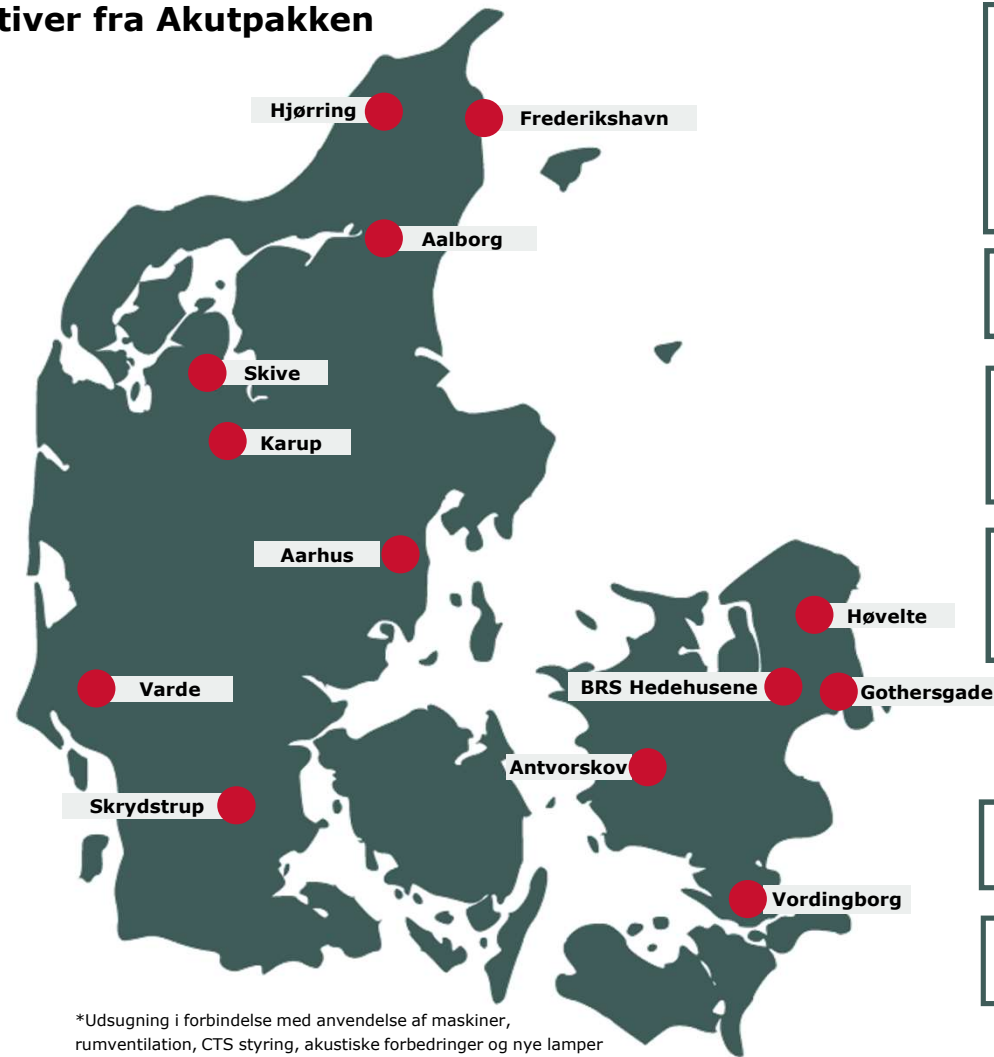 tiver fra Akutpakken
Hjørring
Frederikshavn
Aalborg
Skive
Karup
Aarhus
Høvelte
BRS Hedehusene
Gothersgade
Varde
Antvorskov
Skrydstrup
Vordingborg
*Udsugning i forbindelse med anvendelse af maskiner,
rumventilation, CTS styring, akustiske forbedringer og nye lamper